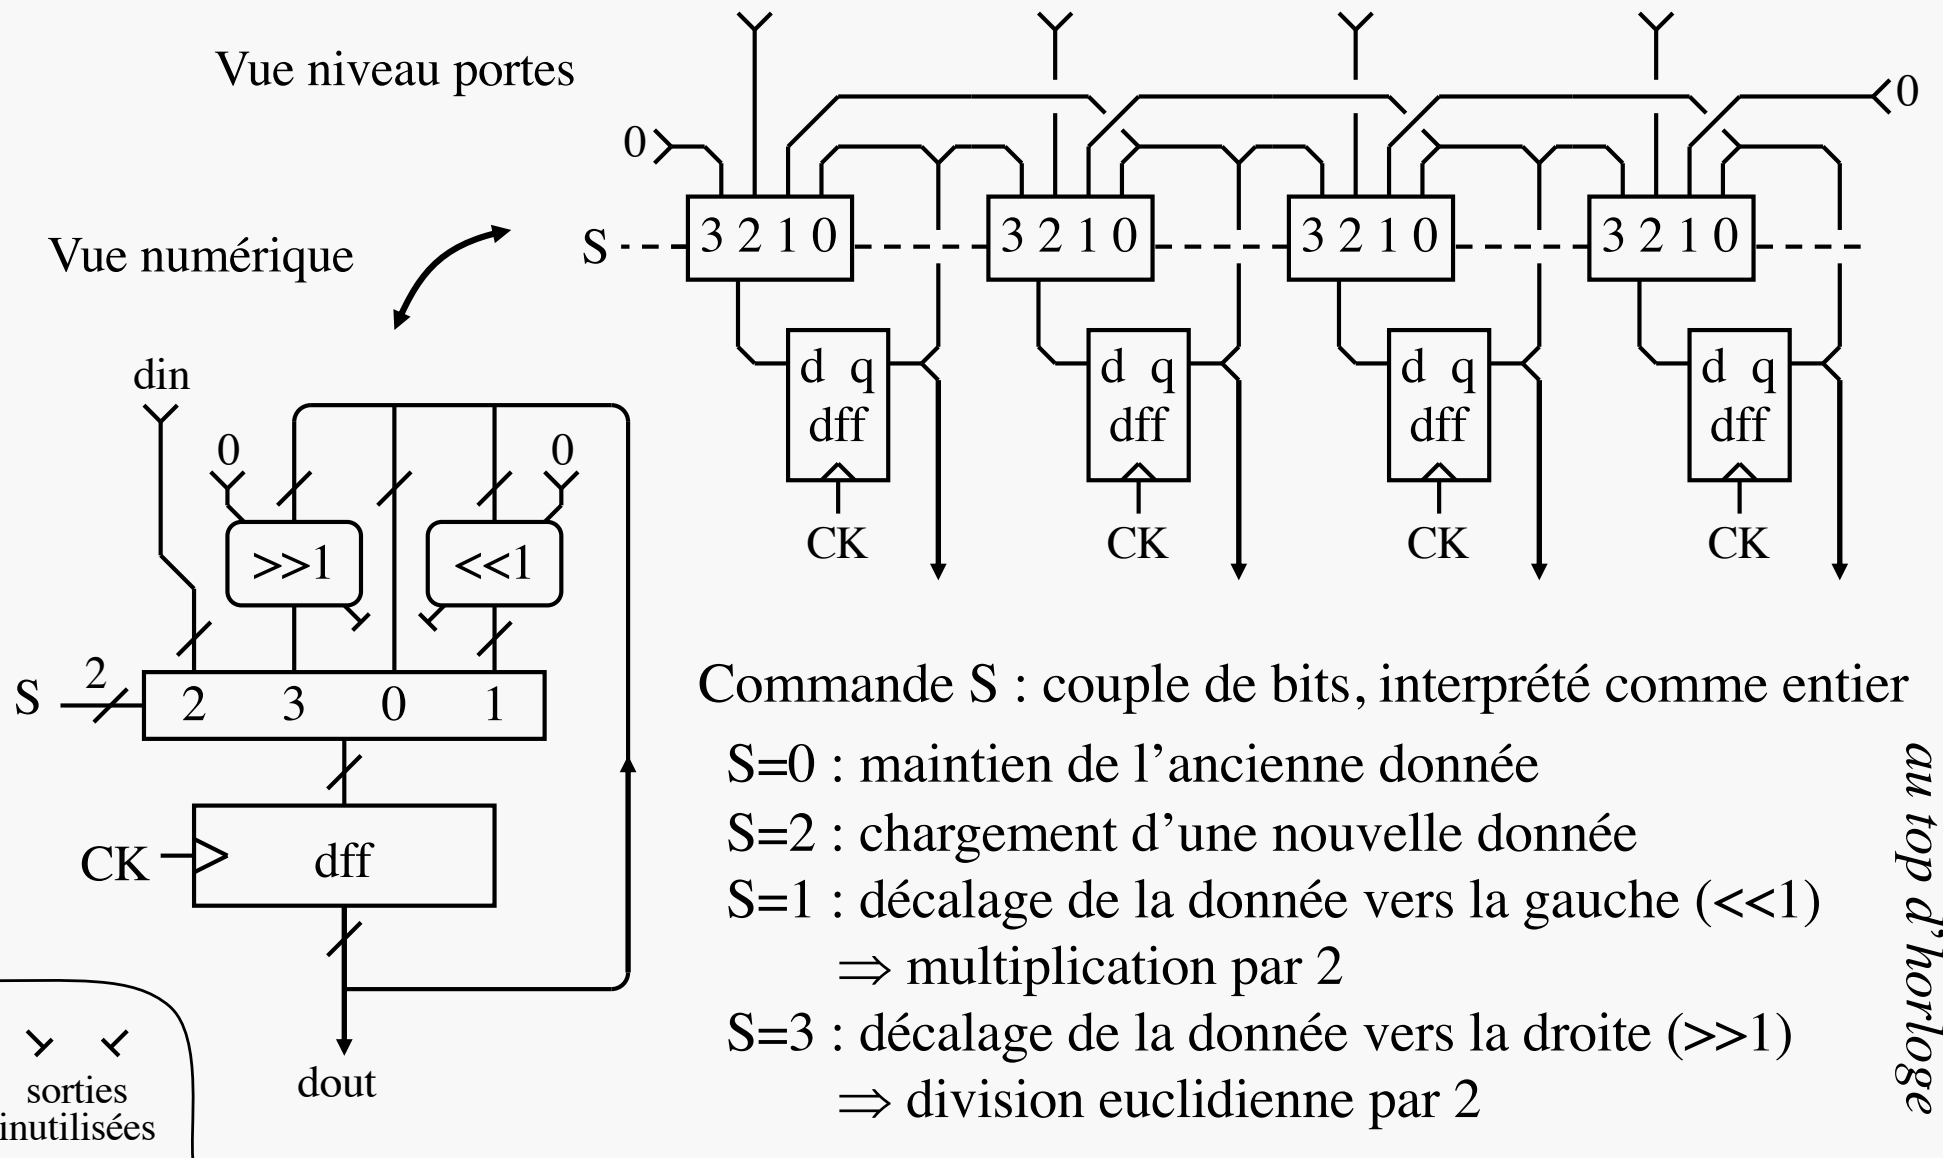 Vue niveau portes
0
0
Vue numérique
S
3 2 1 0
3 2 1 0
3 2 1 0
3 2 1 0
d q
dff
CK
d q
dff
CK
d q
dff
CK
d q
dff
CK
din
0
0
>>1
<<1
S
2
2 3 0 1
CK
dff
dout
sorties
inutilisées
Commande S : couple de bits, interprété comme entier
S=0 : maintien de l’ancienne donnée
S=2 : chargement d’une nouvelle donnée
S=1 : décalage de la donnée vers la gauche (<<1)
⇒ multiplication par 2
S=3 : décalage de la donnée vers la droite (>>1)
⇒ division euclidienne par 2
au top d’horloge